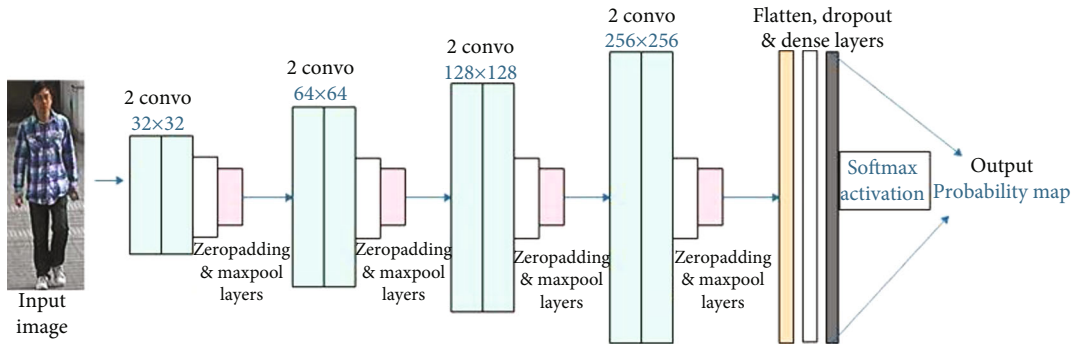 Input
image
2 convo
32×32
Zeropadding
& maxpool
layers
2 convo
64×64
Zeropadding
& maxpool
layers
2 convo
128×128
Zeropadding
& maxpool
layers
2 convo
256×256
Zeropadding
& maxpool
layers
Flatten, dropout
& dense layers
Softmax
activation
Output
Probability map